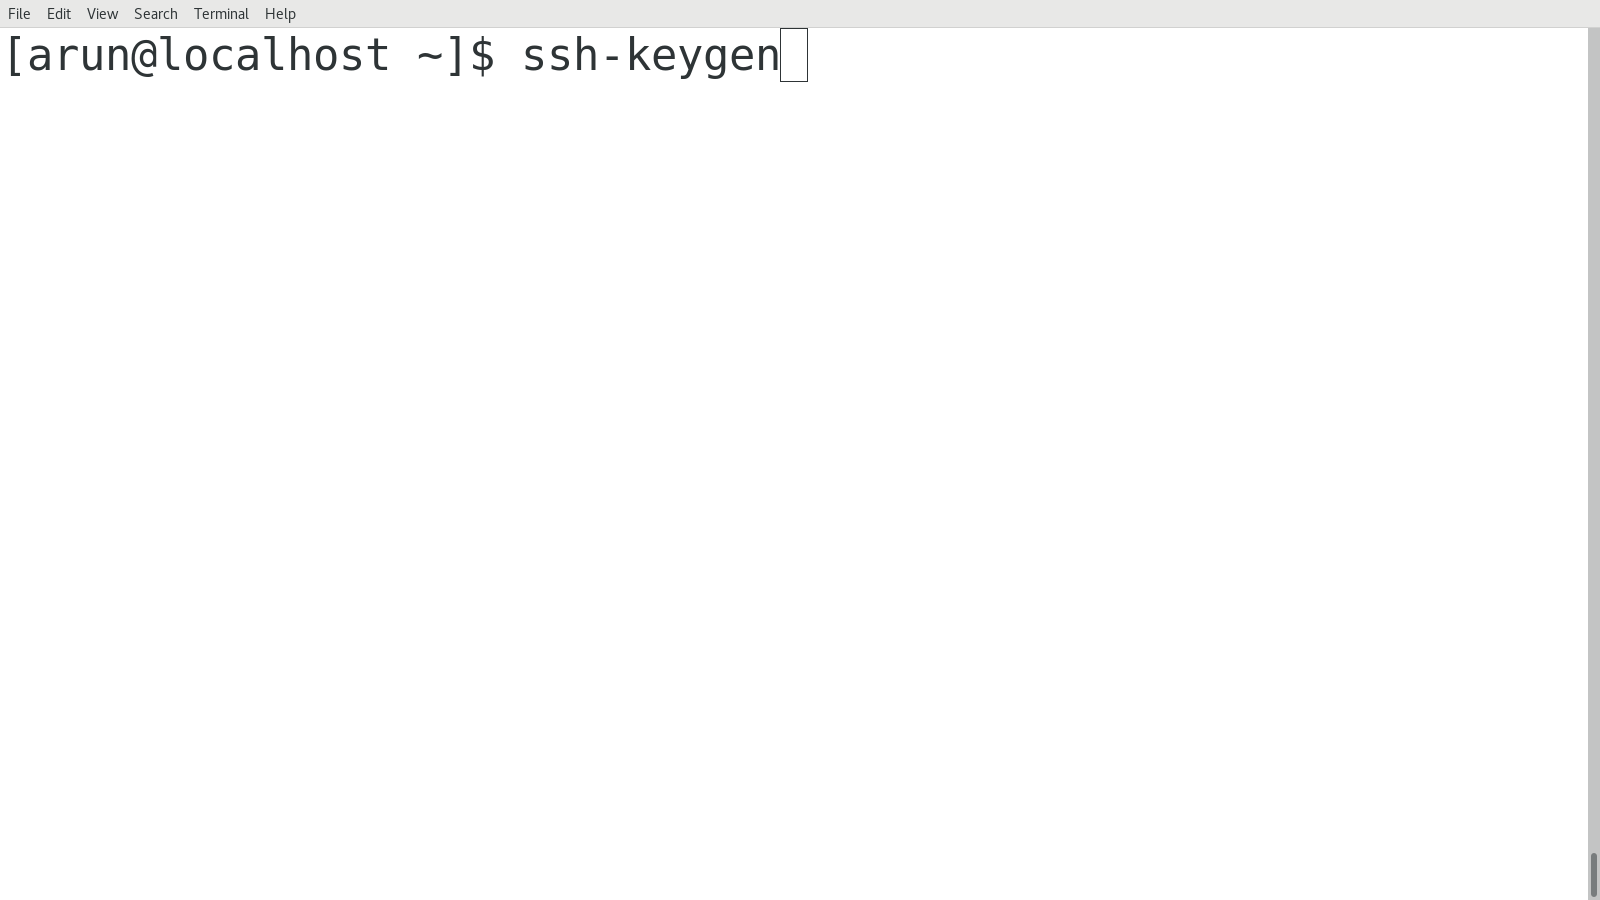 File Edit View Search Terminal Help
[arun@localhost ~]$ ssh-keygen